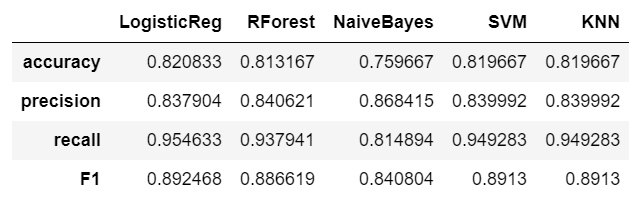 LogisticReg RForest NaiveBayes SVM KNN
accuracy 0.820833 0.813167 0.759667 0.819667 0.819667
precision 0.837904 0.840621 0.868415 0.839992 0.839992
recall 0.954633 0.937941 0.814894 0.949283 0.949283
F1 0.892468 0.886619 0.840804 0.8913 0.8913